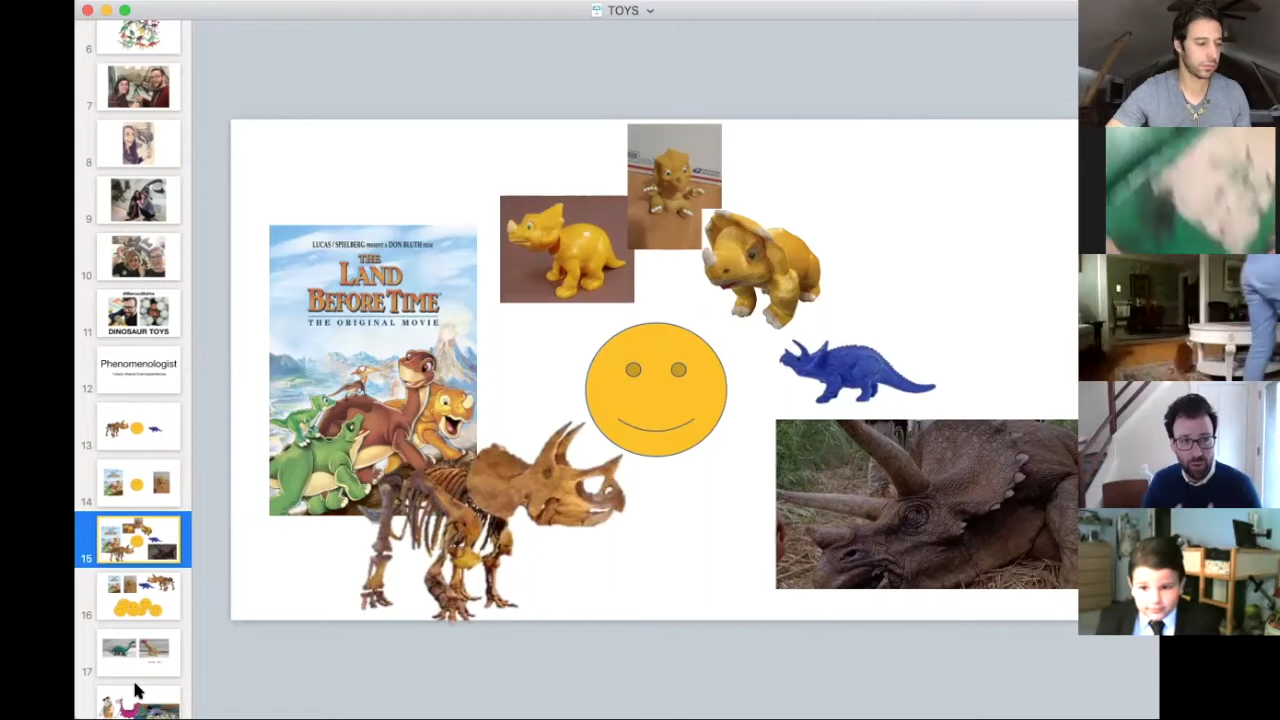 TOYS
LUCAS/SPIELBERG PRESENT A DON BLUTH FILM
THE
LAND
BEFORE TIME
THE ORIGINAL MOVIE
6
7
8
9
10
11
DINOSAUR TOYS
12
Phenomenologist
13
14
15
16
17